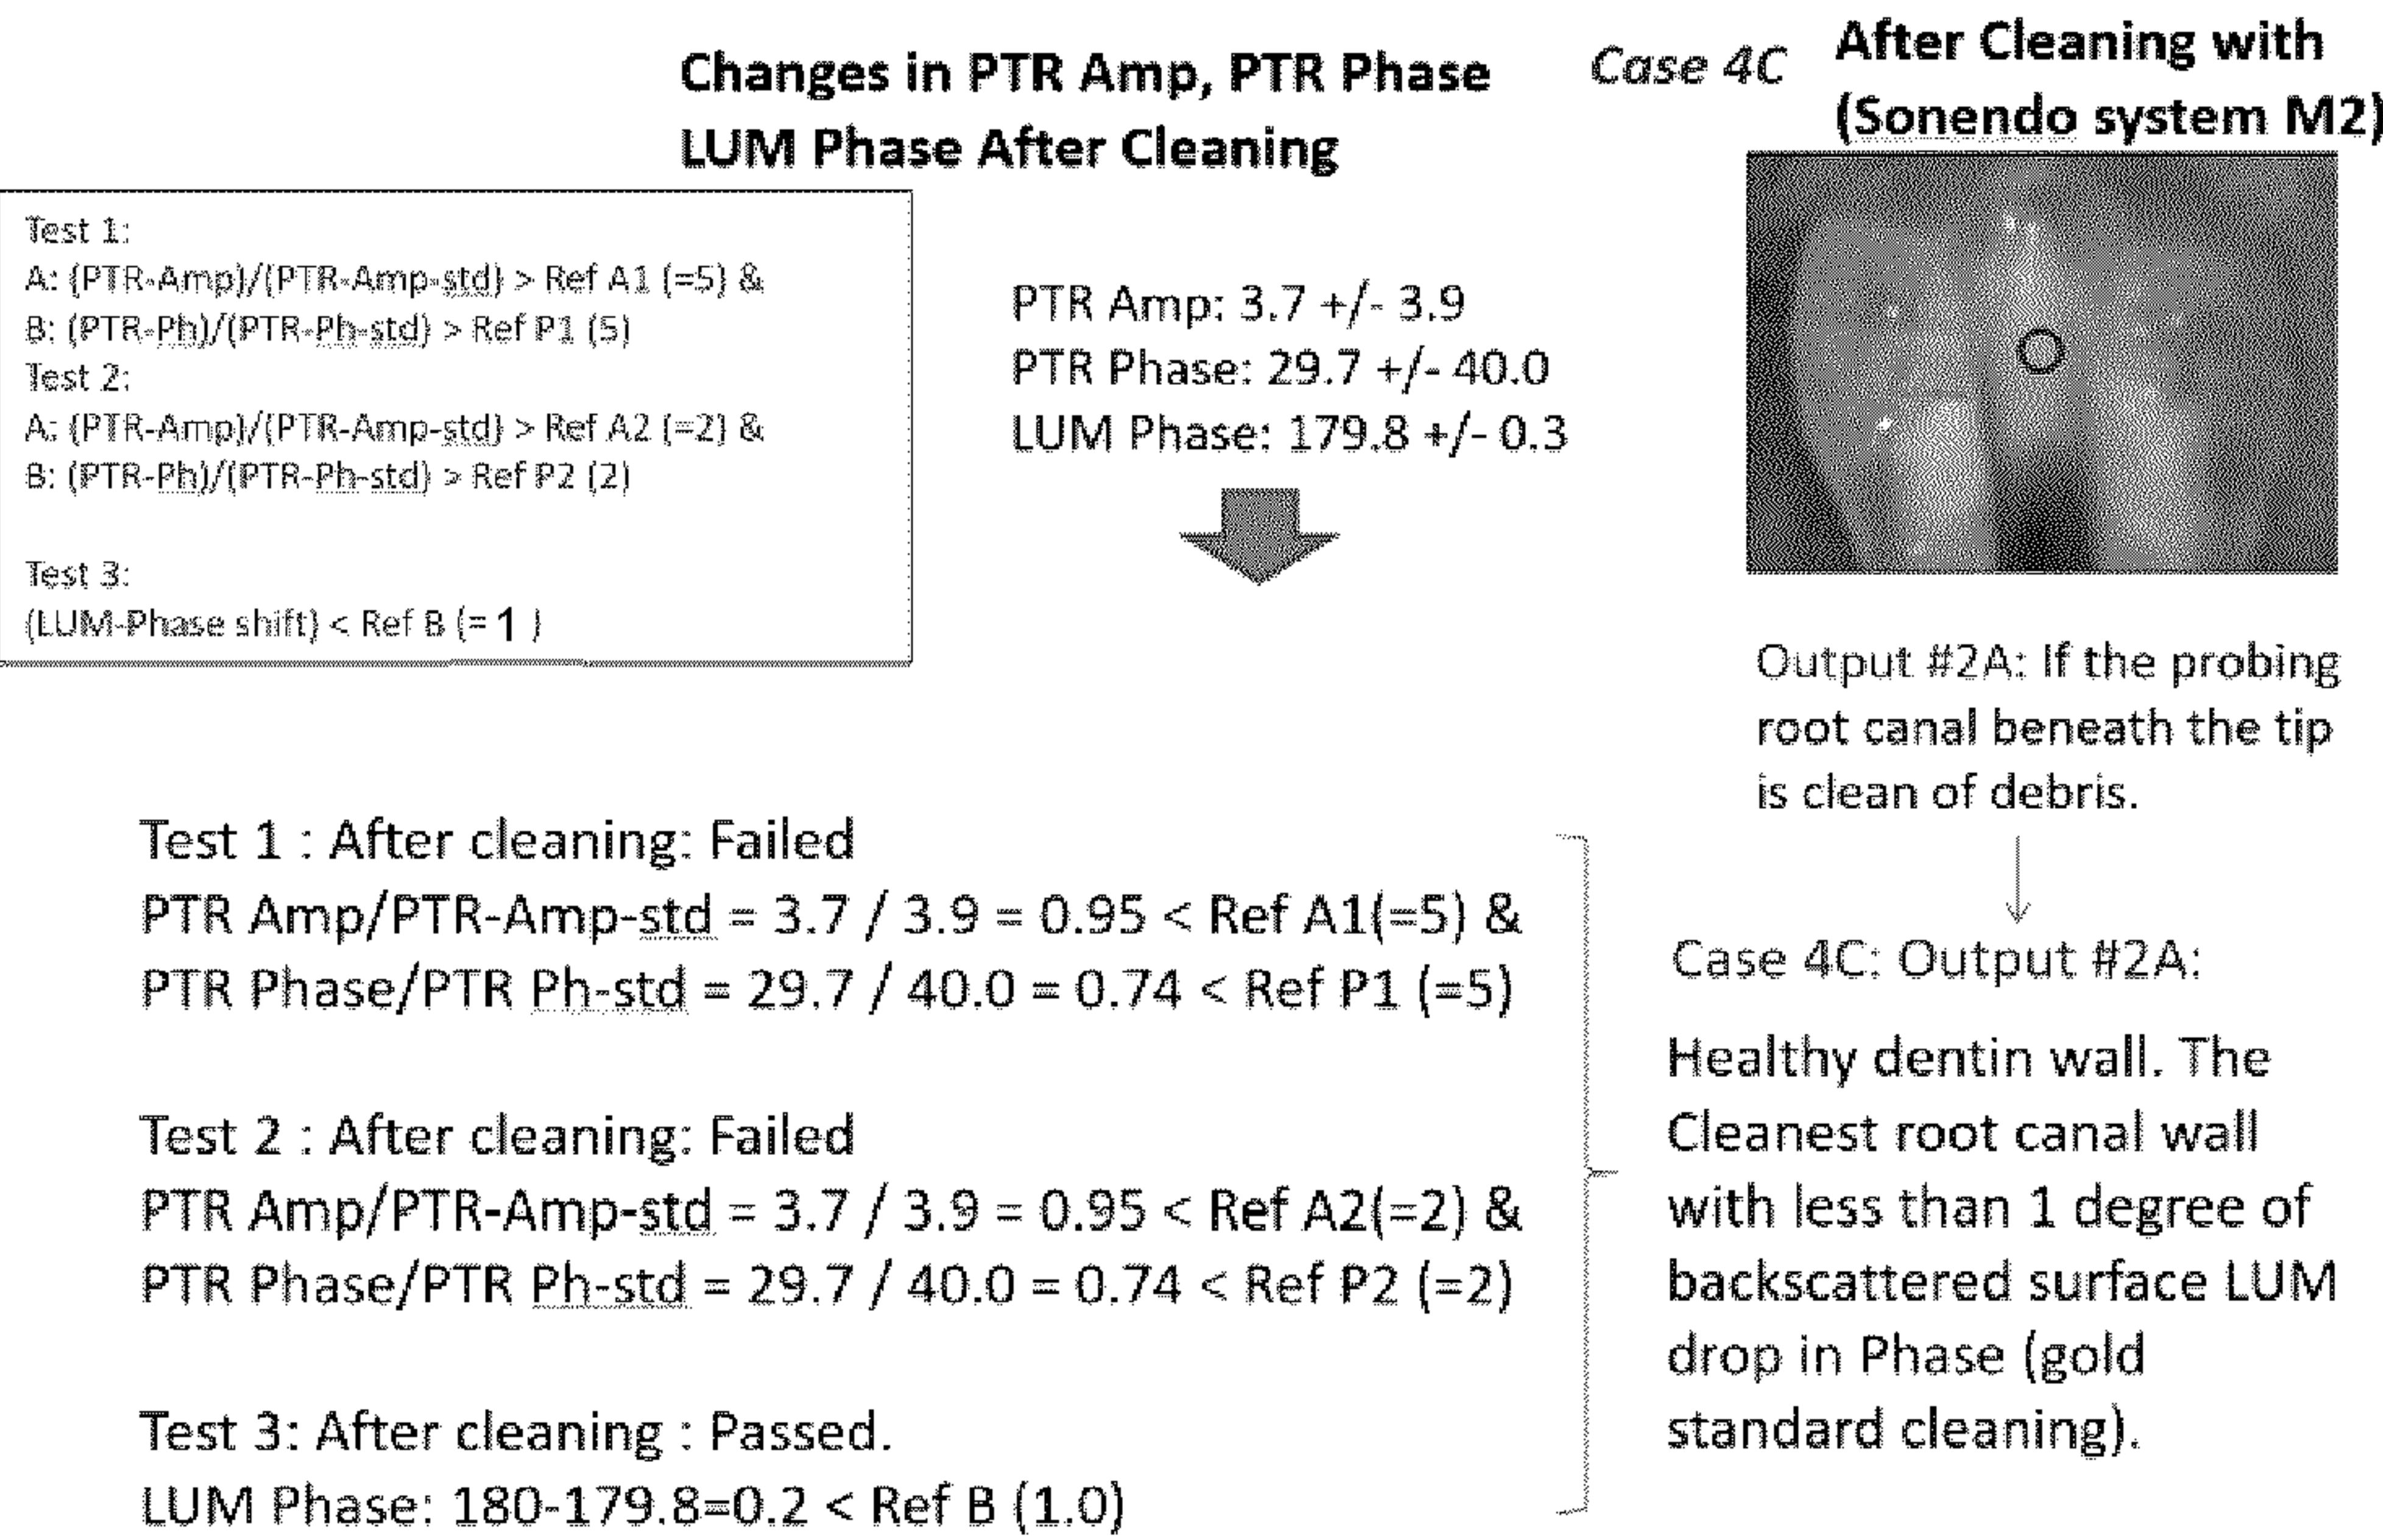 Changes in PTR Amp, PTR Phase
LUM Phase After Cleaning
Case 4C
After Cleaning with
(Sonendo system M2)
Test 1:
A: (PTR-Amp)/(PTR-Amp-std) > Ref A1 (=5) &
B: (PTR-Ph)/(PTR-Ph-std) > Ref P1 (5)
Test 2:
A: (PTR-Amp)/(PTR-Amp-std) > Ref A2 (=2) &
B: (PTR-Ph)/(PTR-Ph-std) > Ref P2 (2)
Test 3:
(LUM-Phase shift) < Ref B (= 1 )
PTR Amp: 3.7 +/- 3.9
PTR Phase: 29.7 +/- 40.0
LUM Phase: 179.8 +/- 0.3
Output #2A: If the probing
root canal beneath the tip
is clean of debris.
Test 1 : After cleaning: Failed
PTR Amp/PTR-Amp-std = 3.7 / 3.9 = 0.95 < Ref A1(=5) &
PTR Phase/PTR Ph-std = 29.7 / 40.0 = 0.74 < Ref P1 (=5)
Test 2 : After cleaning: Failed
PTR Amp/PTR-Amp-std = 3.7 / 3.9 = 0.95 < Ref A2(=2) &
PTR Phase/PTR Ph-std = 29.7 / 40.0 = 0.74 < Ref P2 (=2)
Test 3: After cleaning : Passed.
LUM Phase: 180-179.8=0.2 < Ref B (1.0)
Case 4C: Output #2A:
Healthy dentin wall. The
Cleanest root canal wall
with less than 1 degree of
backscattered surface LUM
drop in Phase (gold
standard cleaning).